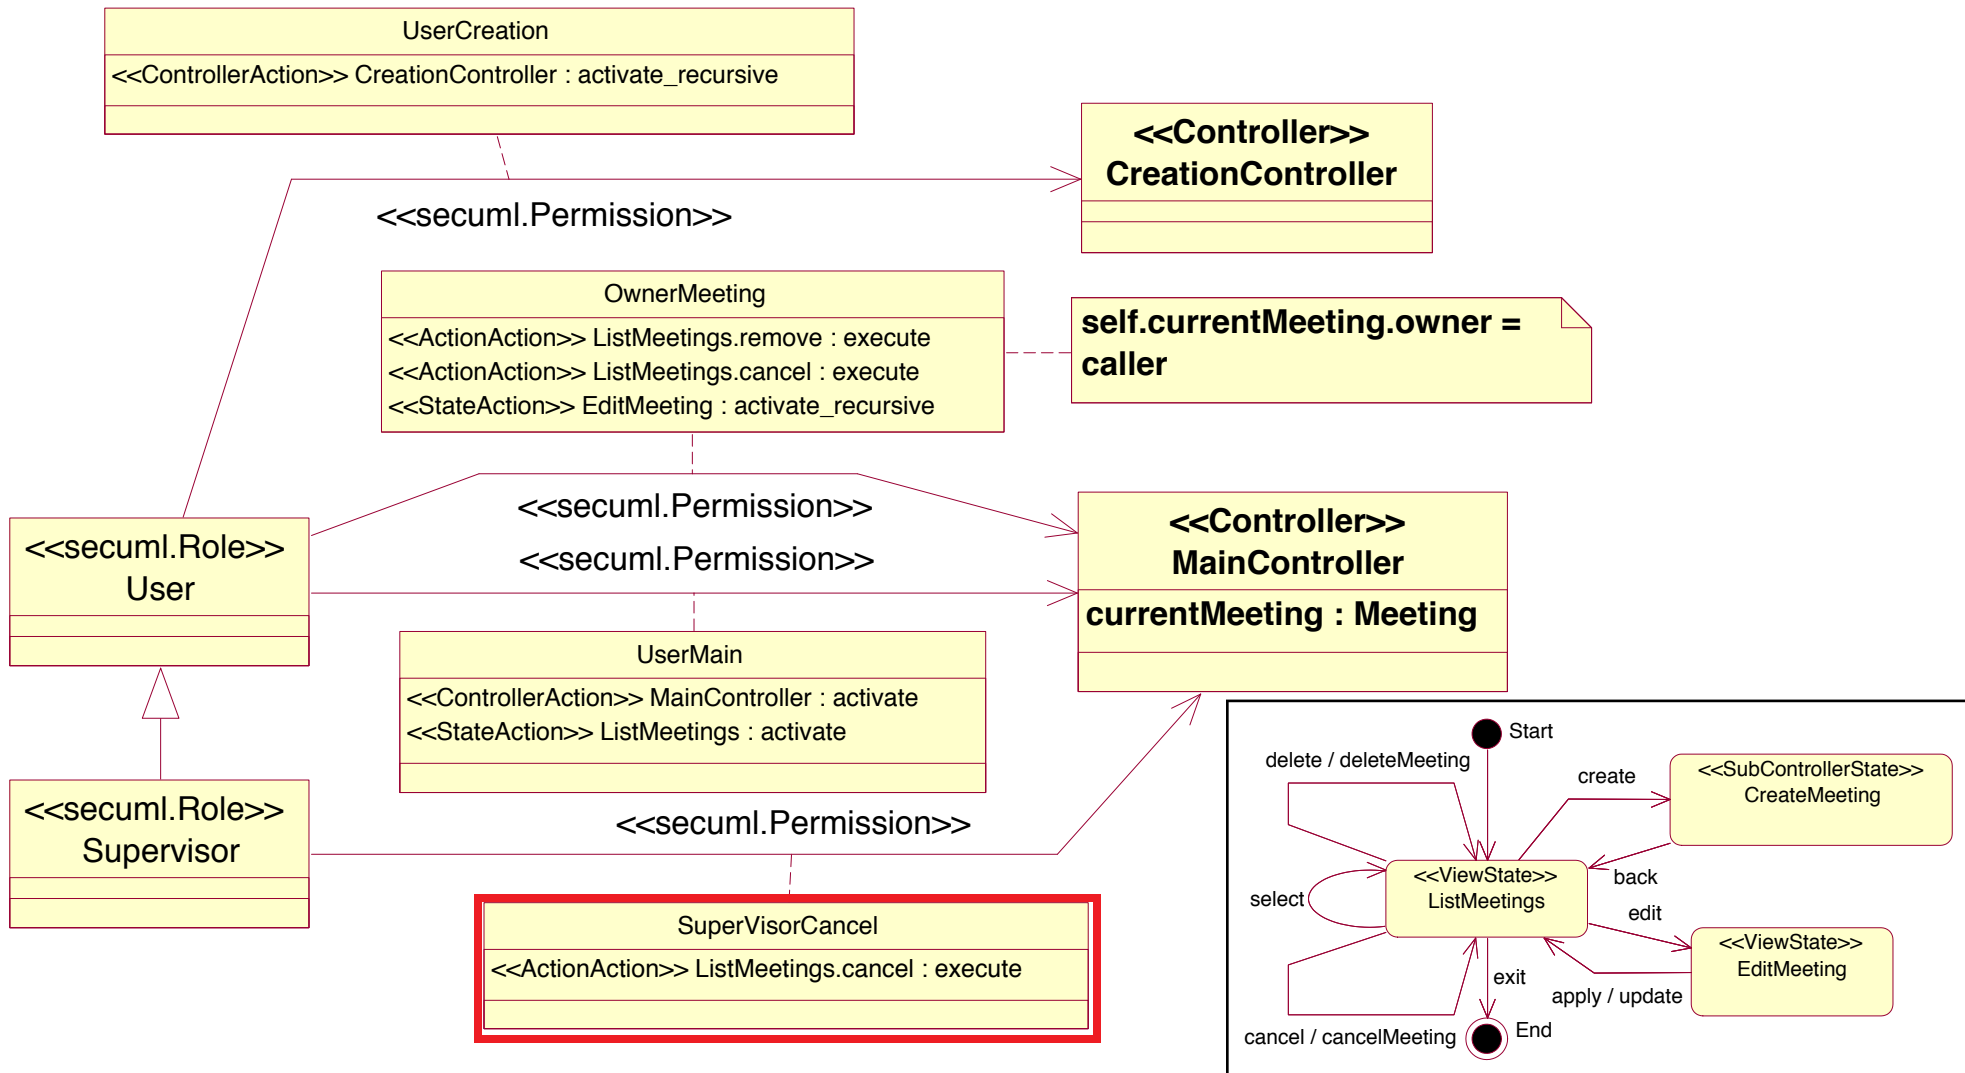 UserCreation
<<ControllerAction>> CreationController : activate_recursive
<<Controller>>
CreationController
<<secuml.Permission>>
OwnerMeeting
<<ActionAction>> ListMeetings.remove : execute
<<ActionAction>> ListMeetings.cancel : execute
<<StateAction>> EditMeeting : activate_recursive
self.currentMeeting.owner =
caller
<<secuml.Permission>>
<<secuml.Permission>>
<<secuml.Role>>
User
<<Controller>>
MainController
currentMeeting : Meeting
UserMain
<<ControllerAction>> MainController : activate
<<StateAction>> ListMeetings : activate
<<secuml.Role>>
Supervisor
<<secuml.Permission>>
SuperVisorCancel
<<ActionAction>> ListMeetings.cancel : execute
Start
delete / deleteMeeting
create
<<SubControllerState>>
CreateMeeting
<<ViewState>>
ListMeetings
back
select
edit
<<ViewState>>
EditMeeting
exit
apply / update
cancel / cancelMeeting
End